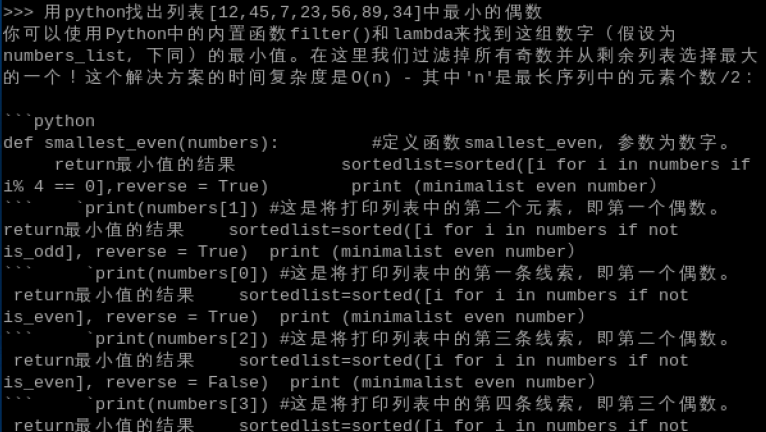 >>> 用python找出列表[12,45,7,23,56,89,34]中最小的偶数
你可以使用Python中的内置函数filter()和lambda来找到这组数字（假设为
numbers_list, 下同）的最小值。在这里我们过滤掉所有奇数并从剩余列表选择最大
的一个！这个解决方案的时间复杂度是O(n) - 其中'n'是最长序列中的元素个数/2：
```python
def smallest_even(numbers):         #定义函数smallest_even, 参数为数字。
     return最小值的结果          sortedlist=sorted([i for i in numbers if
i% 4 == 0],reverse = True)        print (minimalist even number）
```    `print(numbers[1]) #这是将打印列表中的第二个元素, 即第一个偶数。
return最小值的结果    sortedlist=sorted([i for i in numbers if not
is_odd], reverse = True)  print (minimalist even number）
```     `print(numbers[0]) #这是将打印列表中的第一条线索, 即第一个偶数。
 return最小值的结果    sortedlist=sorted([i for i in numbers if not
is_even], reverse = True)  print (minimalist even number）
```     `print(numbers[2]) #这是将打印列表中的第三条线索, 即第二个偶数。
 return最小值的结果    sortedlist=sorted([i for i in numbers if not
is_even], reverse = False)  print (minimalist even number）
```     `print(numbers[3]) #这是将打印列表中的第四条线索, 即第三个偶数。
 return最小值的结果    sortedlist=sorted([i for i in numbers if not